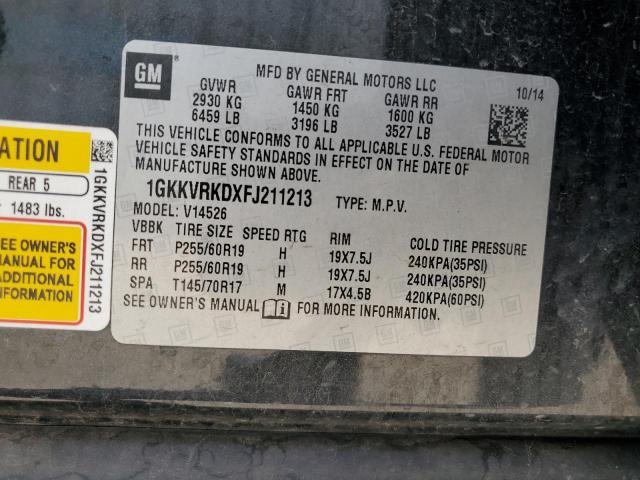 GM
MFD BY GENERAL MOTORS LLC
10/14
GVWR GAWR FRT GAWR RR
2930 KG 1450 KG 1600 KG
6459 LB 3196 LB 3527 LB
THIS VEHICLE CONFORMS TO ALL APPLICABLE U.S. FEDERAL MOTOR
VEHICLE SAFETY STANDARDS IN EFFECT ON THE DATE OF
MANUFACTURE SHOWN ABOVE.
1GKKVRKDXFJ211213 TYPE: M.P.V.
MODEL: V14526
VBBK TIRE SIZE SPEED RTG RIM COLD TIRE PRESSURE
FRT P255/60R19 H 19X7.5J 240KPA(35PSI)
RR P255/60R19 H 19X7.5J 240KPA(35PSI)
SPA T145/70R17 M 17X4.5B 420KPA(60PSI)
SEE OWNER'S MANUAL FOR MORE INFORMATION.
ATION
REAR 5
1483 lbs.
SEE OWNER'S
MANUAL FOR
ADDITIONAL
INFORMATION
1GKKVRKDXFJ211213